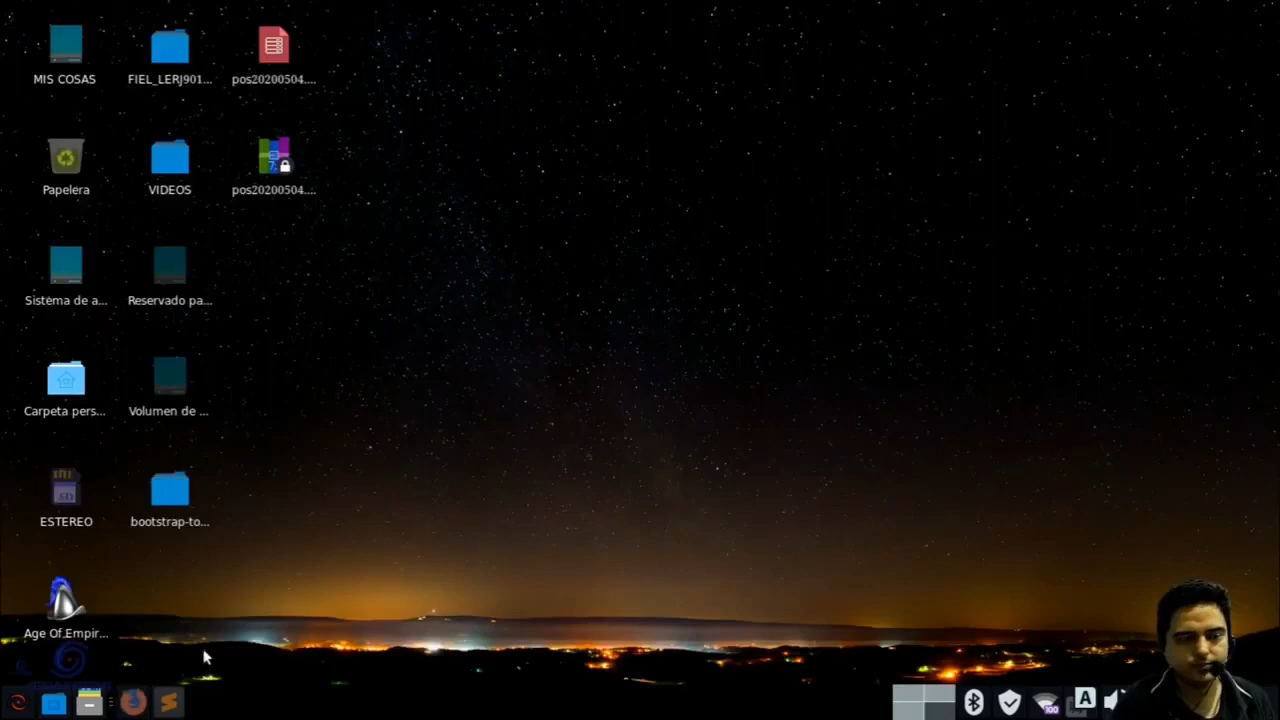 MIS COSAS
FIEL_LERJ901...
pos20200504....
Papelera
VIDEOS
pos20200504....
Sistema de a...
Reservado pa...
Carpeta pers...
Volumen de ...
ESTEREO
bootstrap-to...
Age Of Empir...
A
100